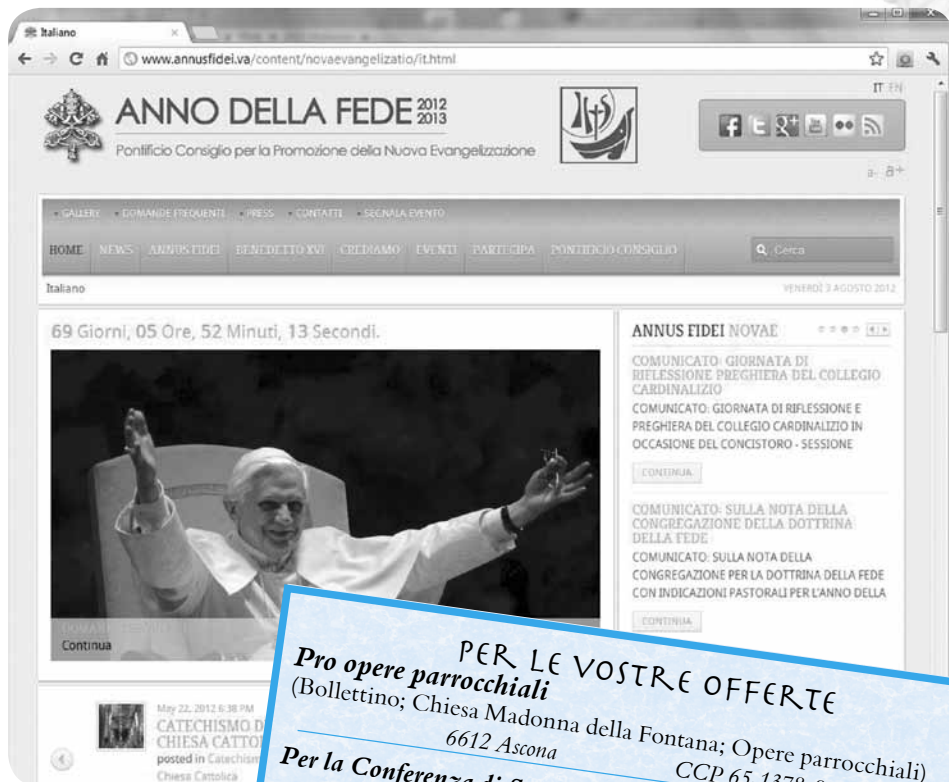 Italiano
www.annusfidei.va/content/novaevangelizatio/it.html
IT EN
ANNO DELLA FEDE 2012 2013
Pontificio Consiglio per la Promozione della Nuova Evangelizzazione
a- a+
GALLERY DOMANDE FREQUENTI PRESS CONTATTI SEGNALA EVENTO
HOME NEWS ANNUS FIDEI BENEDETTO XVI CREDIAMO EVENTI PARTECIPA PONTIFICIO CONSIGLIO Cerca
Italiano VENERDÌ 3 AGOSTO 2012
69 Giorni, 05 Ore, 52 Minuti, 13 Secondi.
Continua
ANNUS FIDEI NOVAE
COMUNICATO: GIORNATA DI
RIFLESSIONE PREGHIERA DEL COLLEGIO
CARDINALIZIO
COMUNICATO: GIORNATA DI RIFLESSIONE E
PREGHIERA DEL COLLEGIO CARDINALIZIO IN
OCCASIONE DEL CONCISTORO - SESSIONE
CONTINUA
COMUNICATO: SULLA NOTA DELLA
CONGREGAZIONE DELLA DOTTRINA
DELLA FEDE
COMUNICATO: SULLA NOTA DELLA
CONGREGAZIONE PER LA DOTTRINA DELLA FEDE
CON INDICAZIONI PASTORALI PER L'ANNO DELLA
CONTINUA
May 22, 2012 6:38 PM
CATECHISMO D
CHIESA CATTO
posted in Catechism
Chiesa Cattolica
PER LE VOSTRE OFFERTE
Pro opere parrocchiali
(Bollettino; Chiesa Madonna della Fontana; Opere parrocchiali)
6612 Ascona CCP 65
Per la Conferenza di